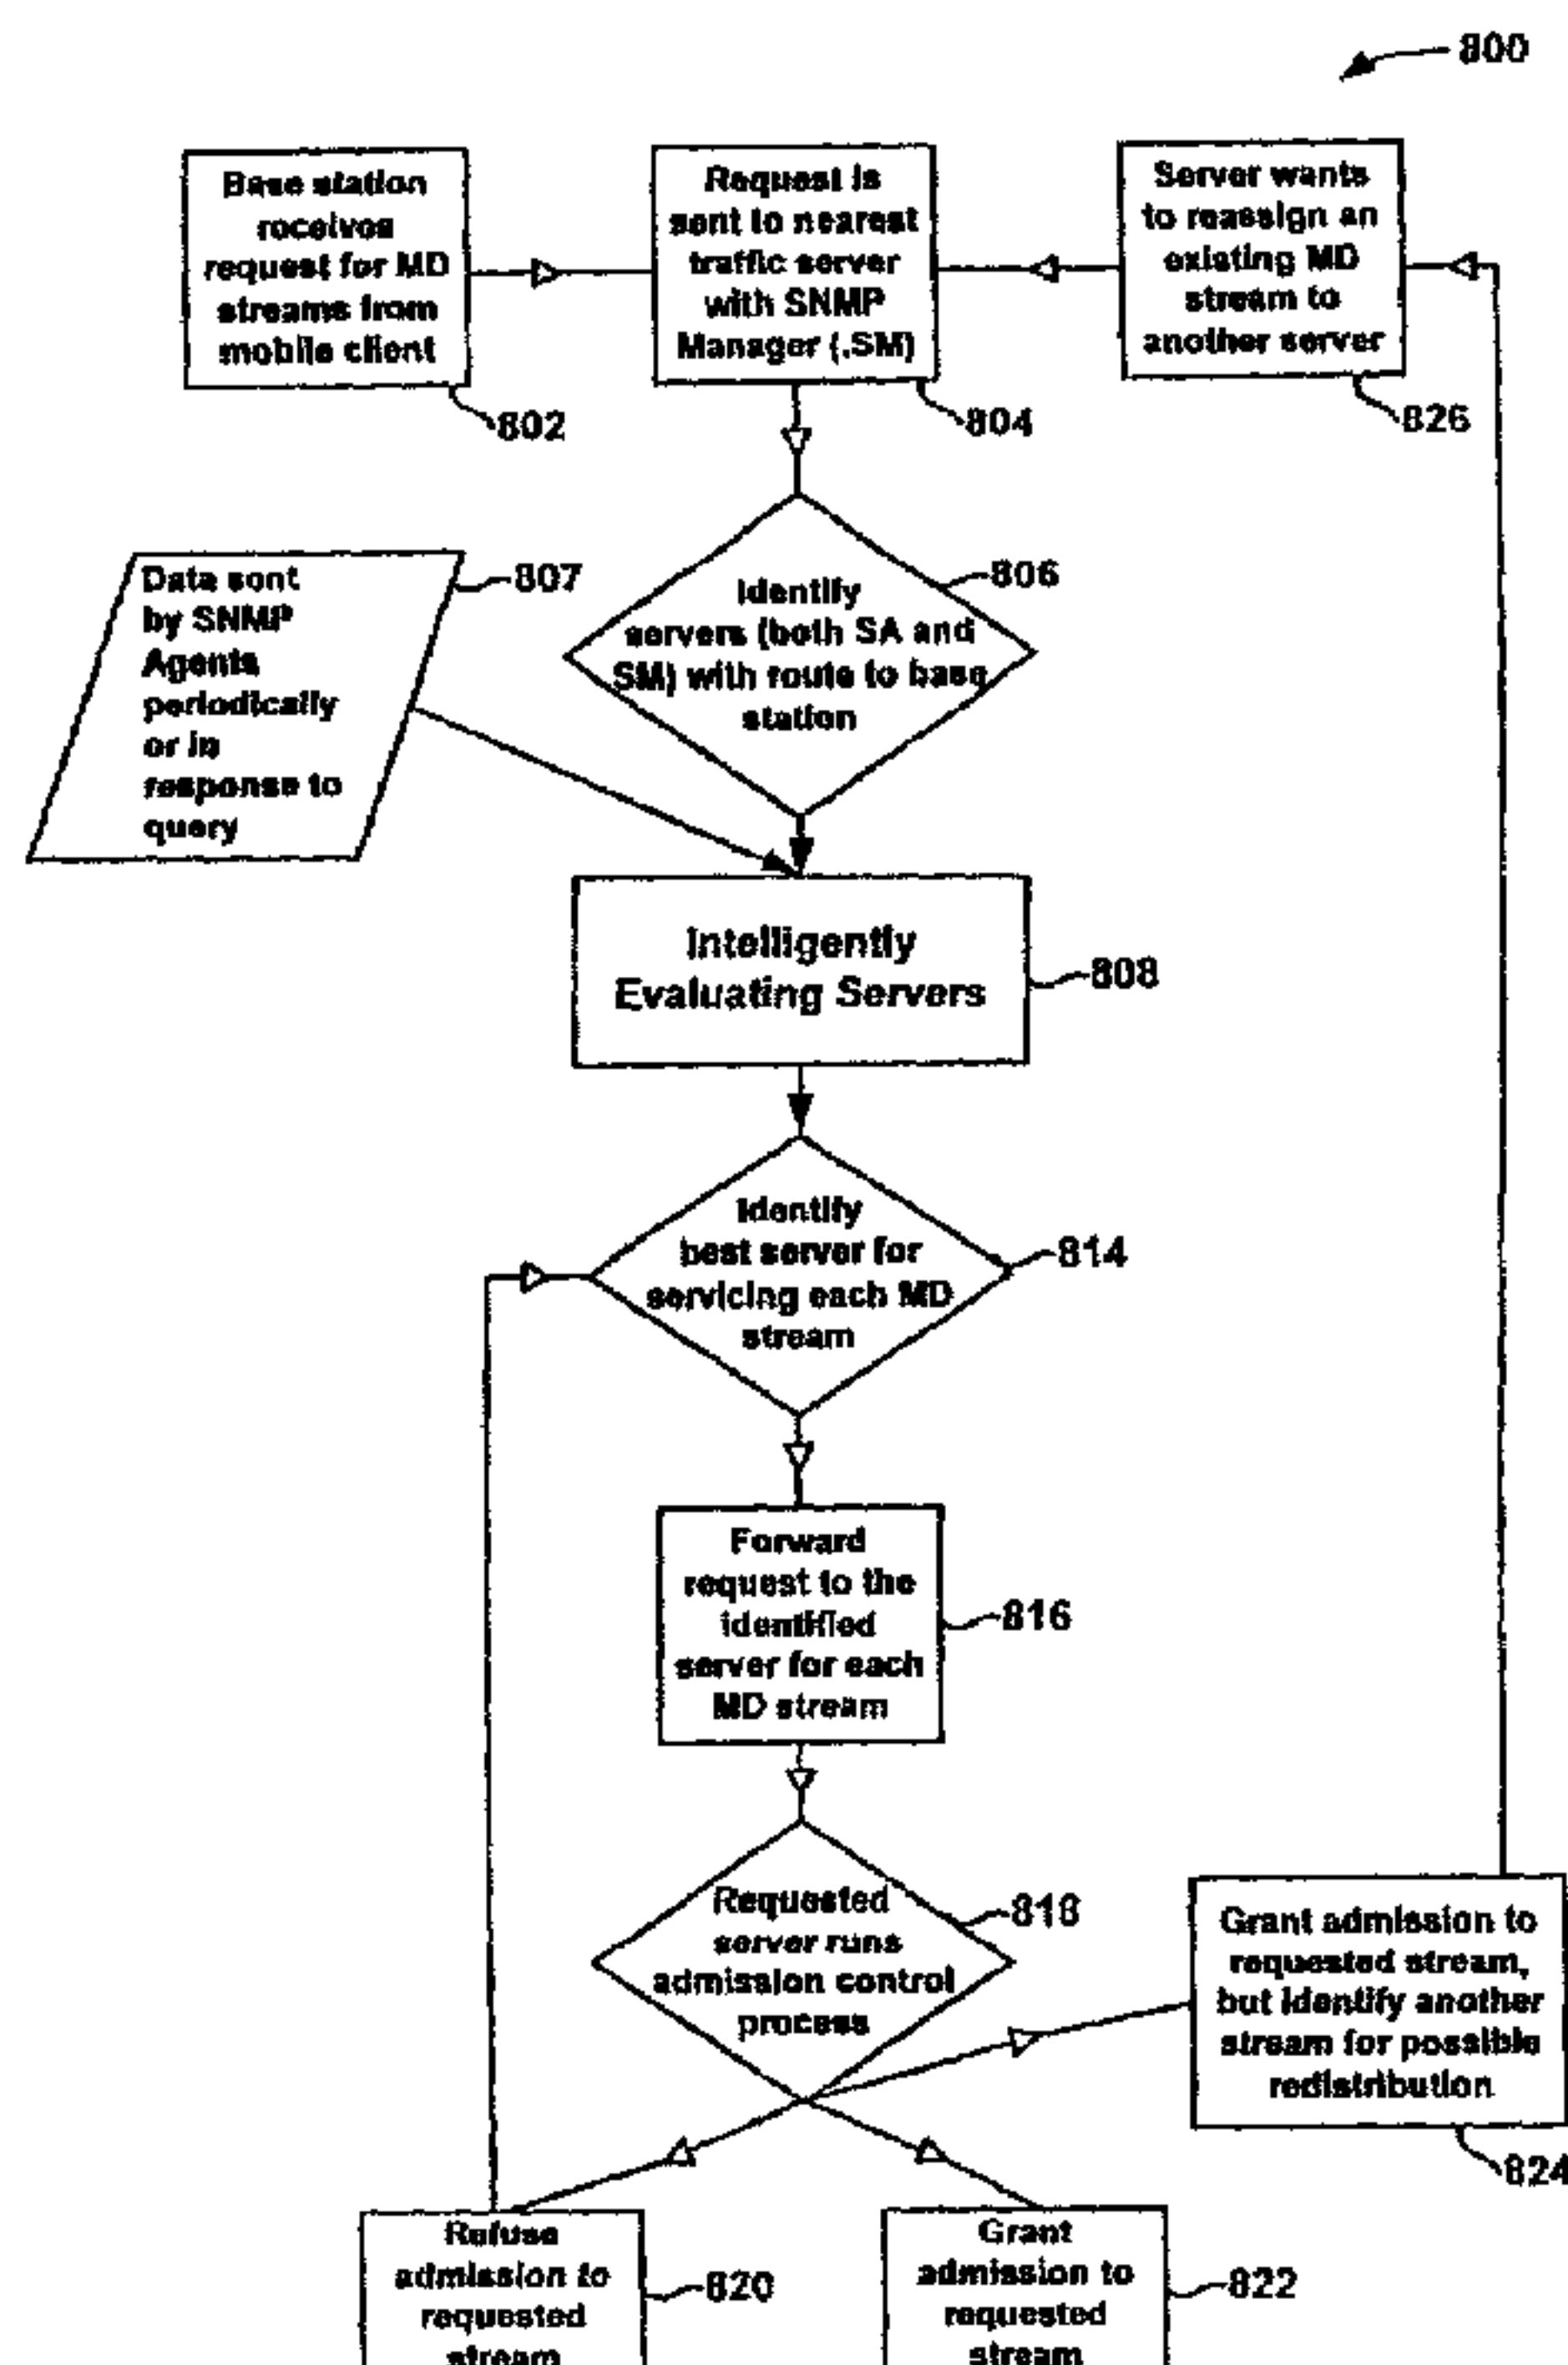 800
Base station
receives
request for MD
streams from
mobile client
802
Request is
sent to nearest
traffic server
with SNMP
Manager (.SM)
804
Server wants
to reassign an
existing MD
stream to
another server
826
Data sent
by SNMP
Agents
periodically
or in
response to
query
807
Identify
servers (both SA and
SM) with route to base
station
806
Intelligently
Evaluating Servers
808
Identify
best server for
servicing each MD
stream
814
Forward
request to the
identified
server for each
MD stream
816
Requested
server runs
admission control
process
818
Grant admission to
requested stream,
but identify another
stream for possible
redistribution
824
Refuse
admission to
requested
stream
820
Grant
admission to
requested
stream
822